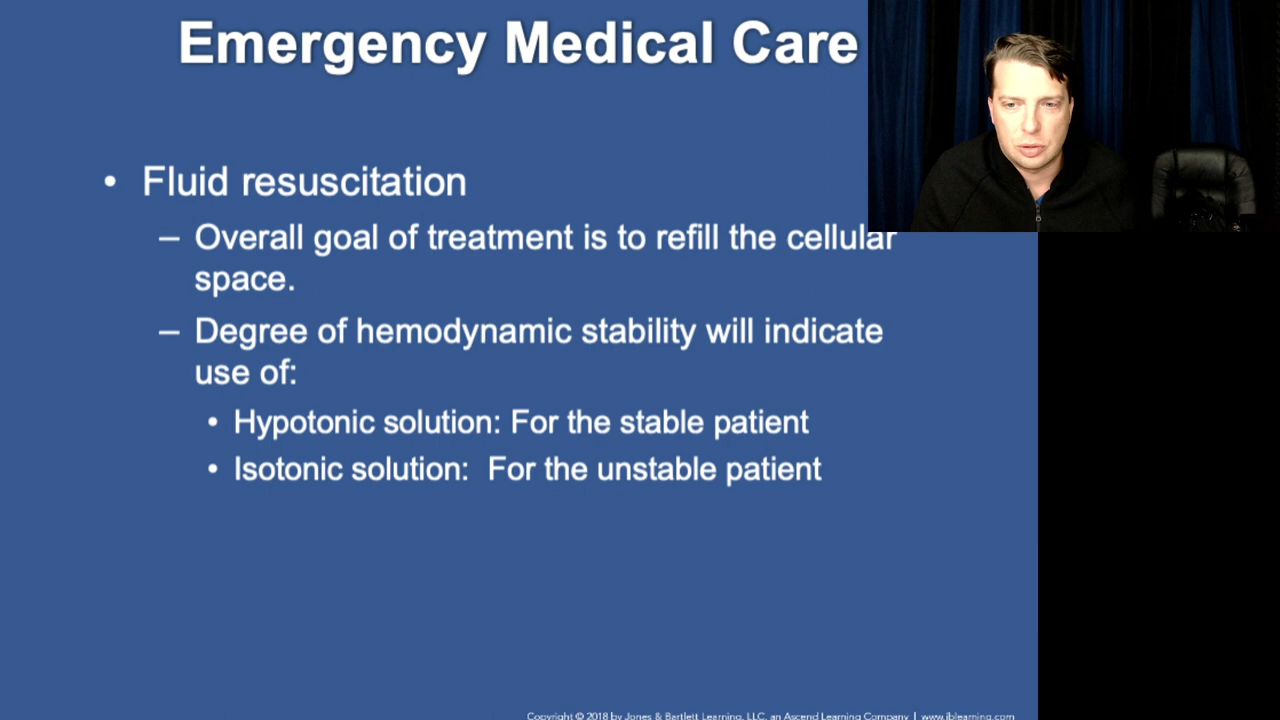 Emergency Medical Care
• Fluid resuscitation
– Overall goal of treatment is to refill the cellular
space.
– Degree of hemodynamic stability will indicate
use of:
• Hypotonic solution: For the stable patient
• Isotonic solution:  For the unstable patient
Copyright © 2018 by Jones & Bartlett Learning, LLC, an Ascend Learning Company | www.jblearning.com